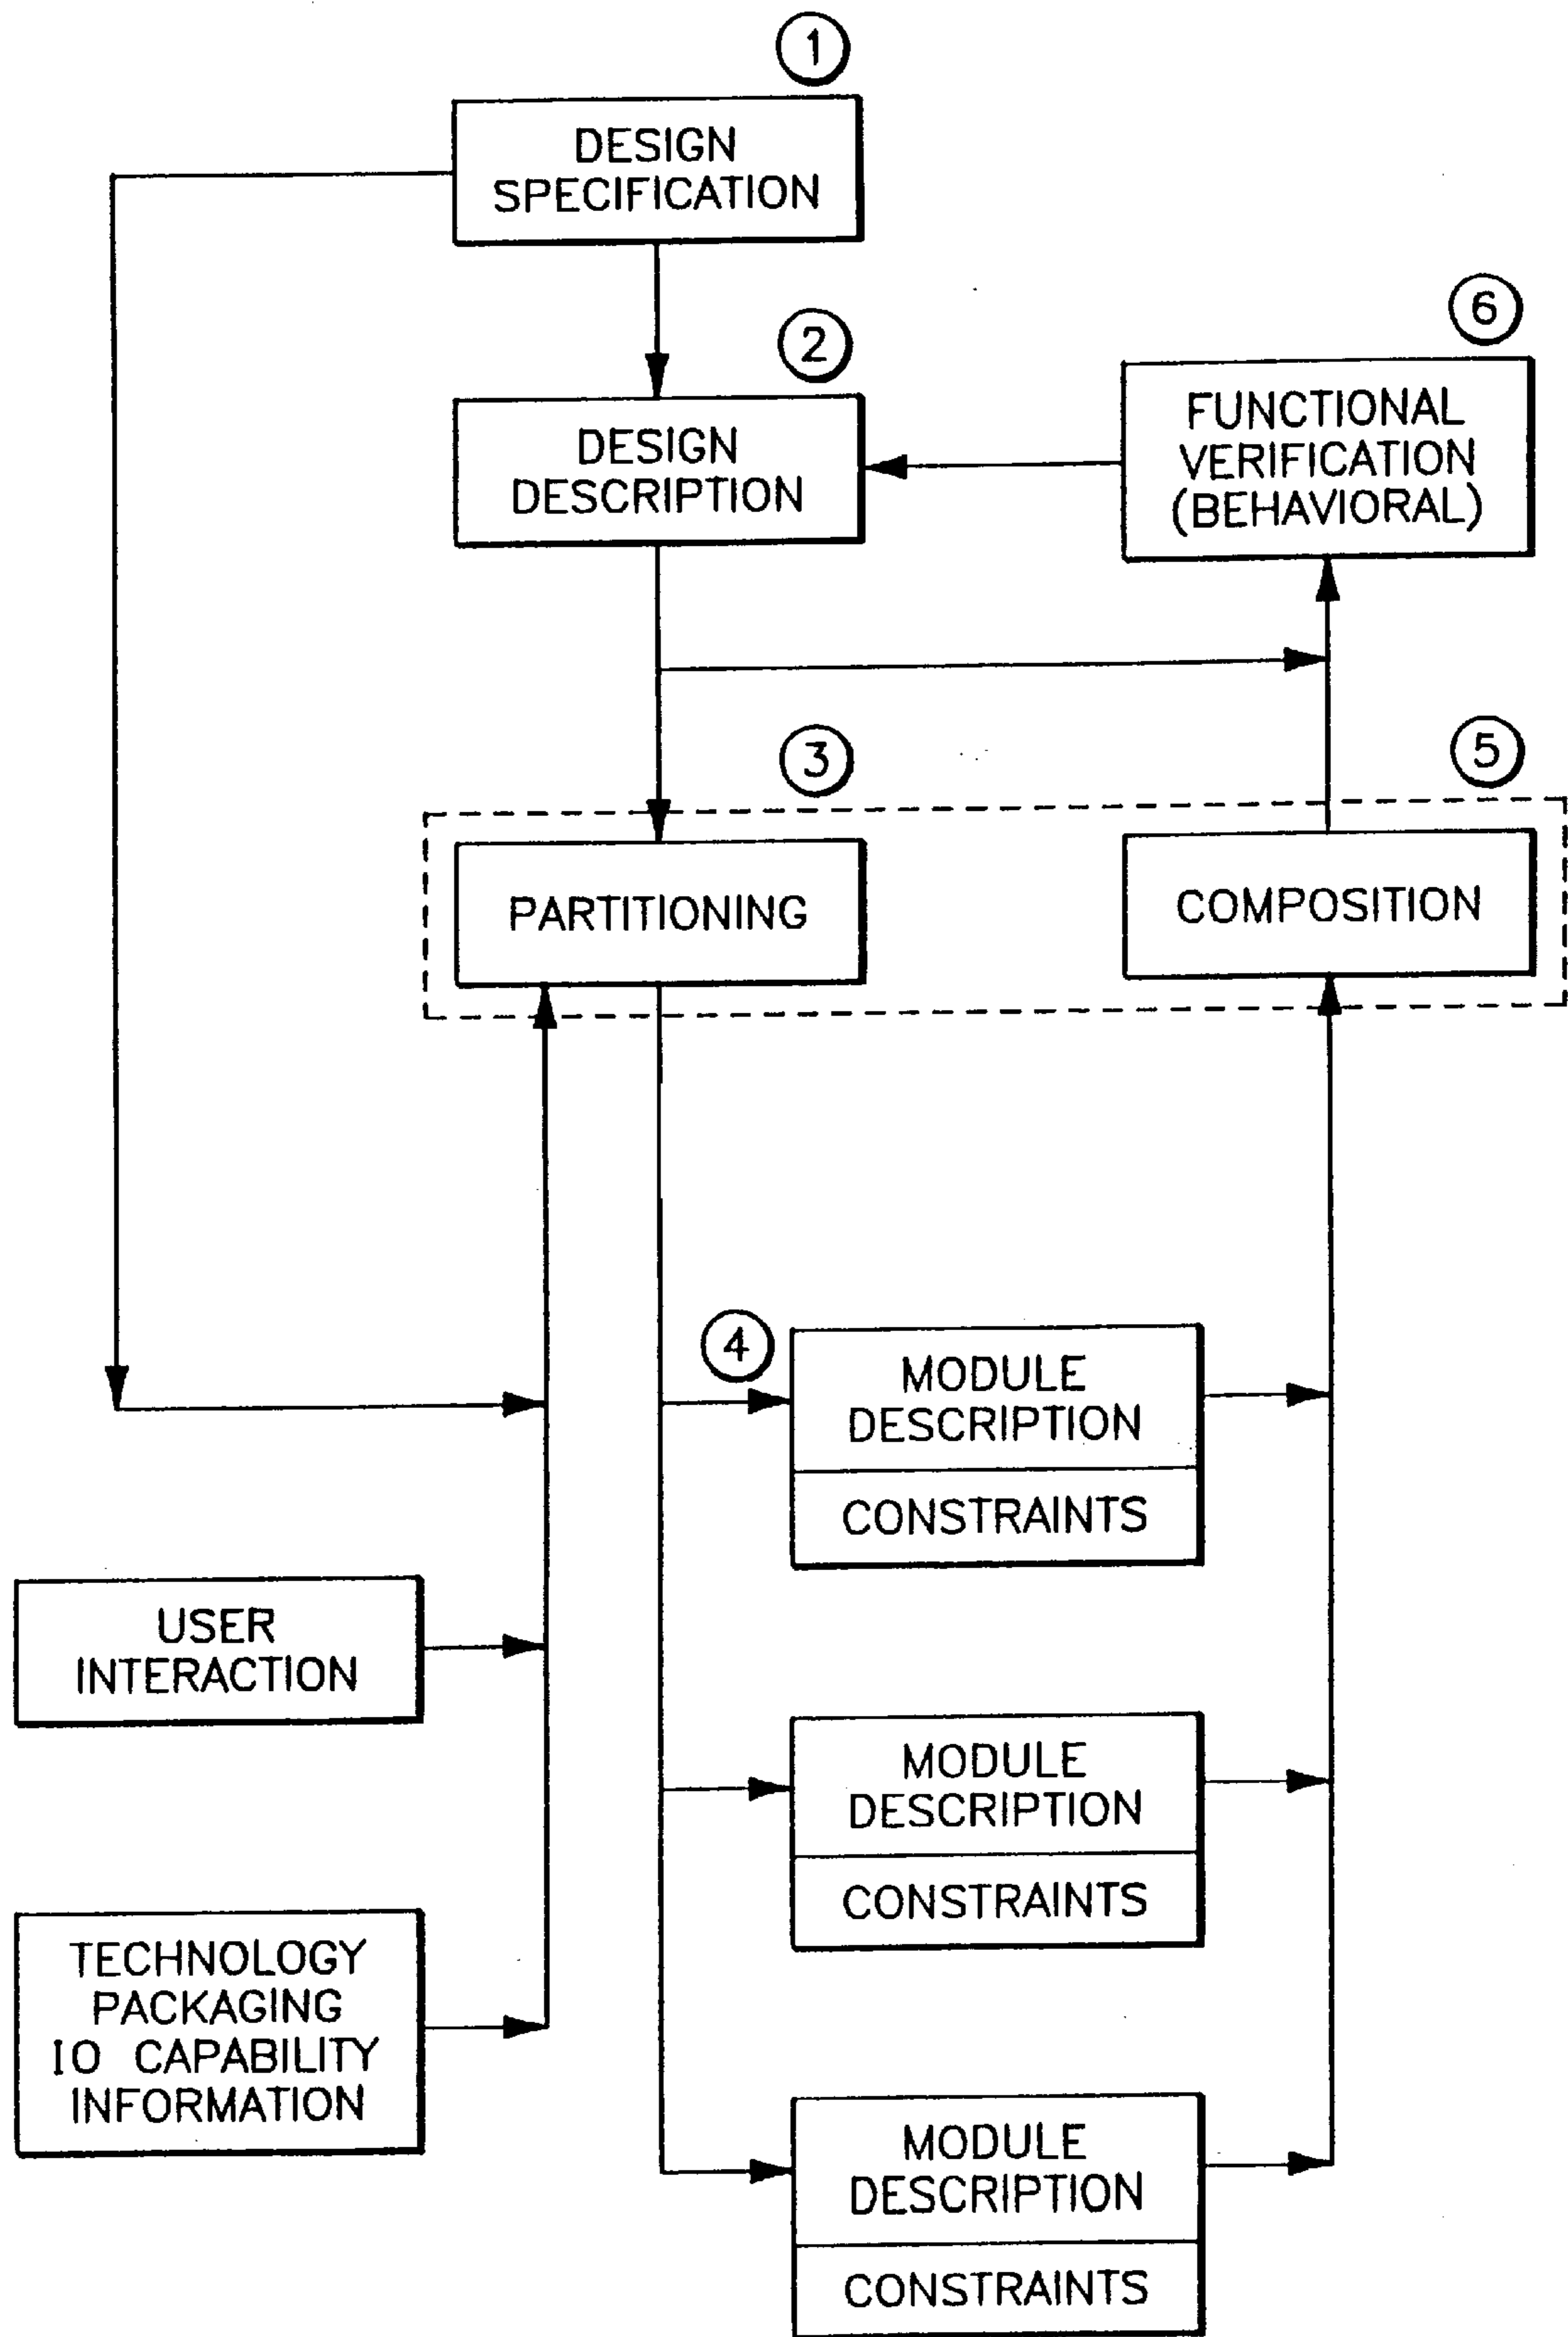 1
DESIGN
SPECIFICATION
2
DESIGN
DESCRIPTION
6
FUNCTIONAL
VERIFICATION
(BEHAVIORAL)
3
PARTITIONING
5
COMPOSITION
4
MODULE
DESCRIPTION
CONSTRAINTS
USER
INTERACTION
MODULE
DESCRIPTION
CONSTRAINTS
TECHNOLOGY
PACKAGING
IO CAPABILITY
INFORMATION
MODULE
DESCRIPTION
CONSTRAINTS